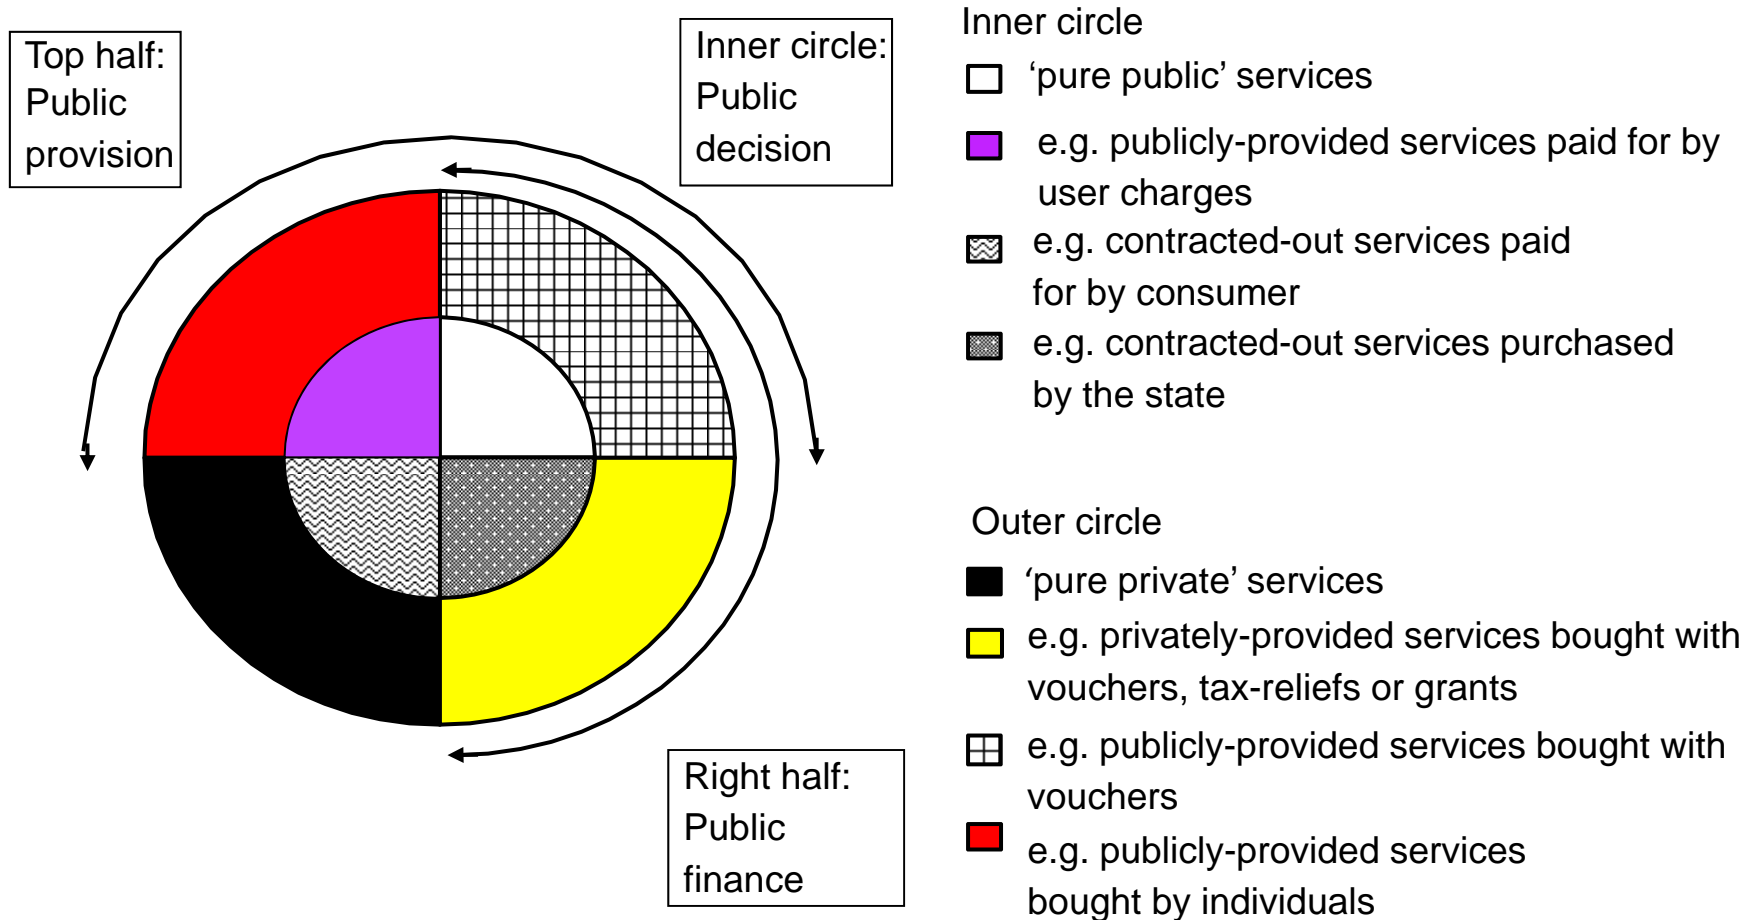 Top half:
Public
provision
Inner circle:
Public
decision
Right half:
Public
finance
Inner circle
‘pure public’ services
e.g. publicly-provided services paid for by
user charges
e.g. contracted-out services paid
for by consumer
e.g. contracted-out services purchased
by the state
Outer circle
‘pure private’ services
e.g. privately-provided services bought with
vouchers, tax-reliefs or grants
e.g. publicly-provided services bought with
vouchers
e.g. publicly-provided services
bought by individuals